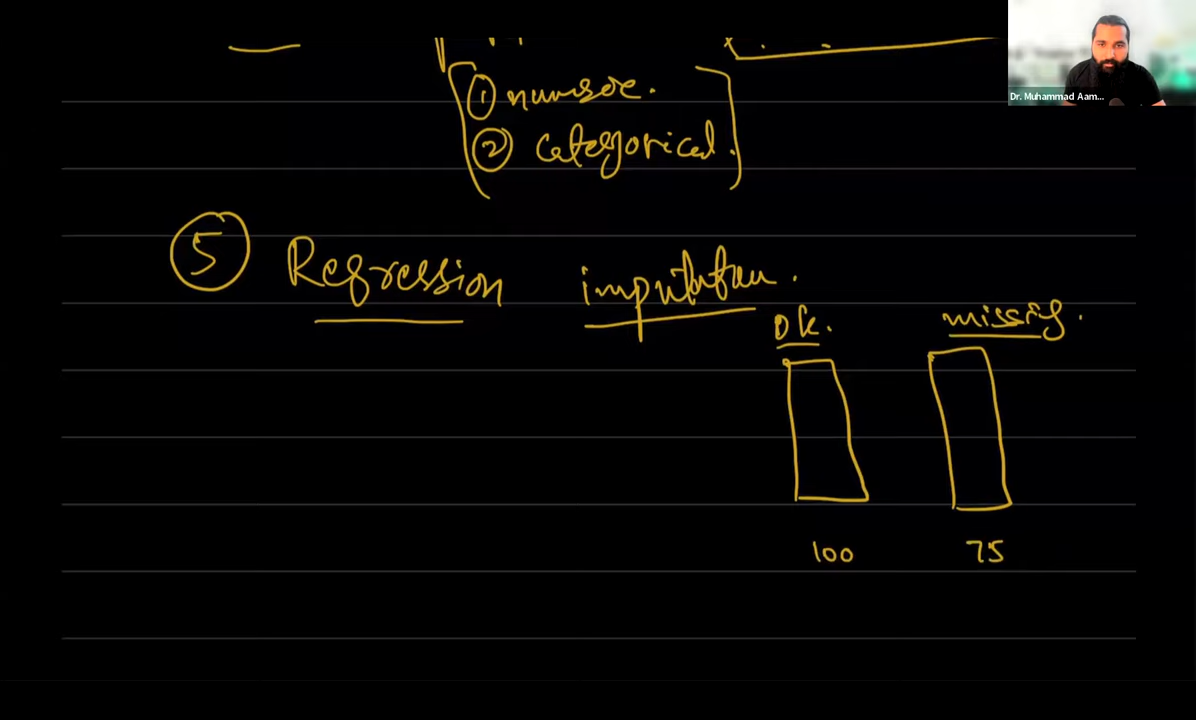 Dr. Muhammad Aam...
① numeric.
② categorical.
⑤ Regression imputation.
ok.
missing.
100
75